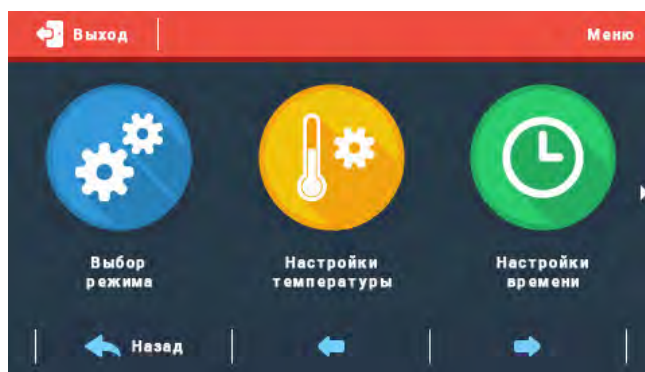 Выход
Меню
Выбор
режима
Настройки
температуры
Настройки
времени
Назад